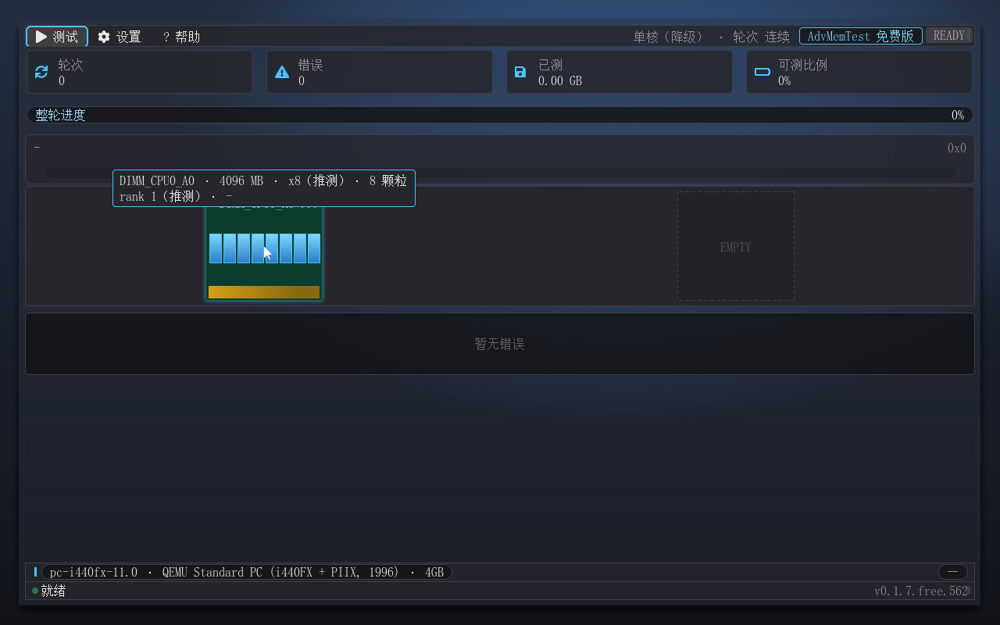 测试 设置 ? 帮助 单核（降级） · 轮次 连续 AdvMemTest 免费版 READY
轮次
0
错误
0
已测
0.00 GB
可测比例
0%
整轮进度 0%
— 0x0
DIMM_CPU0_A0 · 4096 MB · x8（推测） · 8 颗粒
rank 1（推测） · —
EMPTY
暂无错误
pc-i440fx-11.0 · QEMU Standard PC (i440FX + PIIX, 1996) · 4GB —
就绪 v0.1.7.free.562